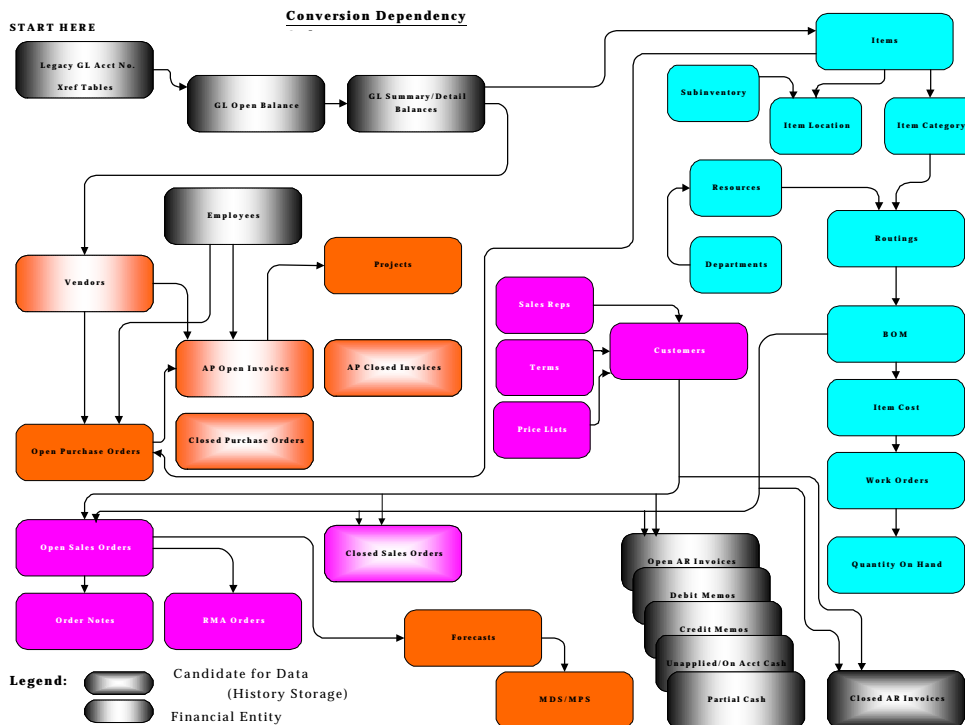 Conversion Dependency
START HERE
Legacy GL Acct No.
Xref Tables
GL Open Balance
GL Summary/Detail
Balances
Items
Subinventory
Item Location
Item Category
Employees
Resources
Routings
Departments
Vendors
Projects
Sales Reps
Customers
BOM
AP Open Invoices
AP Closed Invoices
Terms
Item Cost
Price Lists
Open Purchase Orders
Closed Purchase Orders
Work Orders
Open Sales Orders
Closed Sales Orders
Open AR Invoices
Quantity On Hand
Debit Memos
Order Notes
RMA Orders
Credit Memos
Forecasts
Unapplied/On Acct Cash
Partial Cash
MDS/MPS
Closed AR Invoices
Legend:
Candidate for Data
(History Storage)
Financial Entity